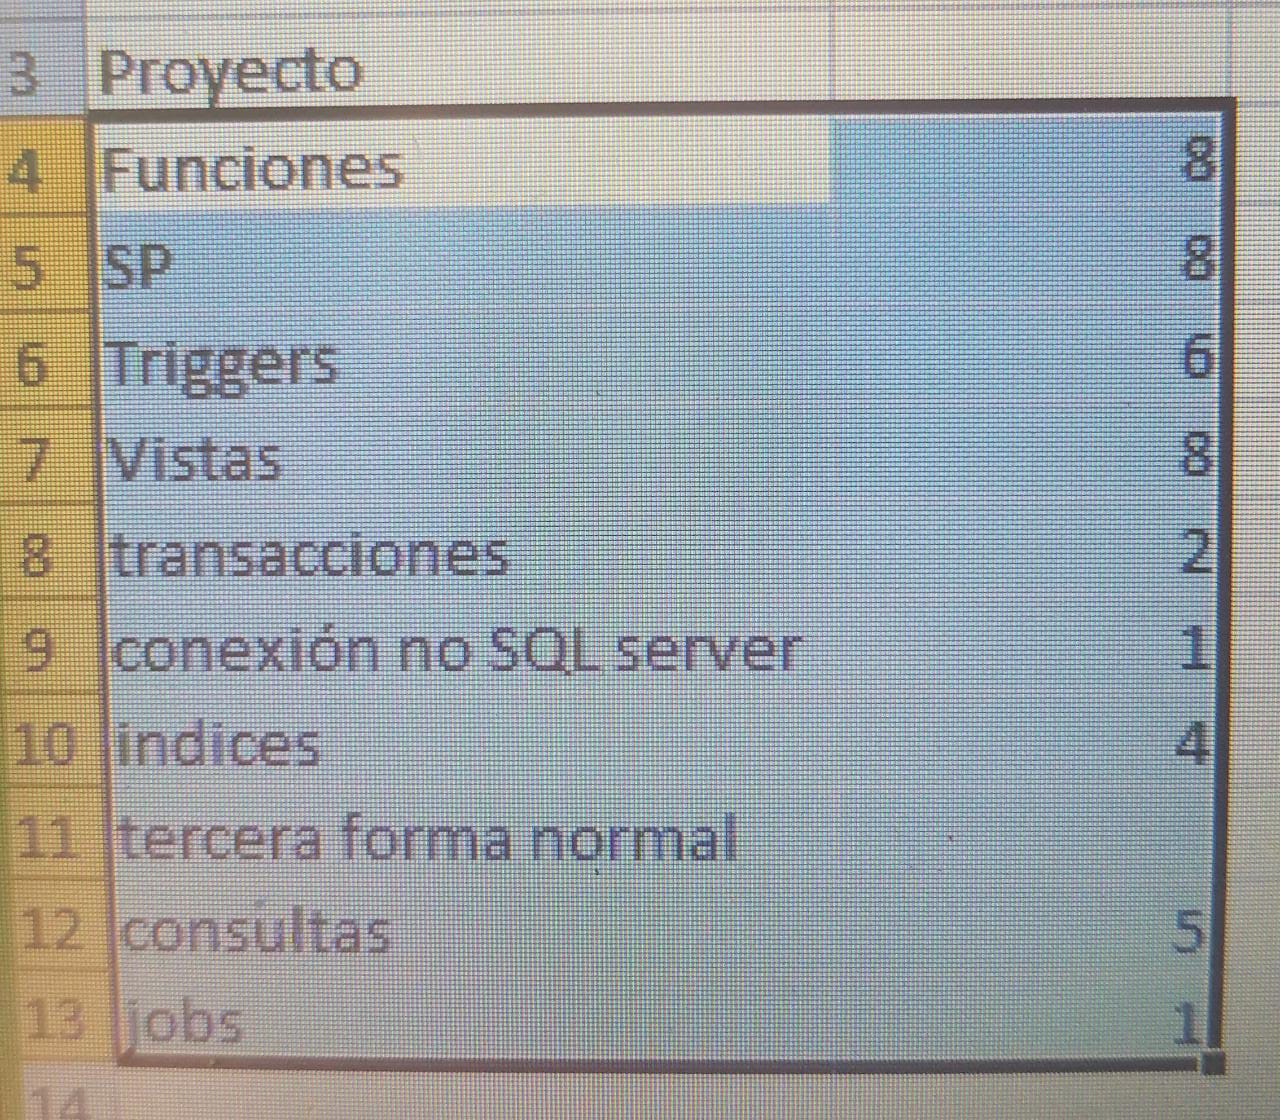 3 Proyecto
4 Funciones 8
5 SP 8
6 Triggers 6
7 Vistas 8
8 transacciones 2
9 conexión no SQL server 1
10 indices 4
11 tercera forma normal
12 consultas 5
13 jobs 1
14